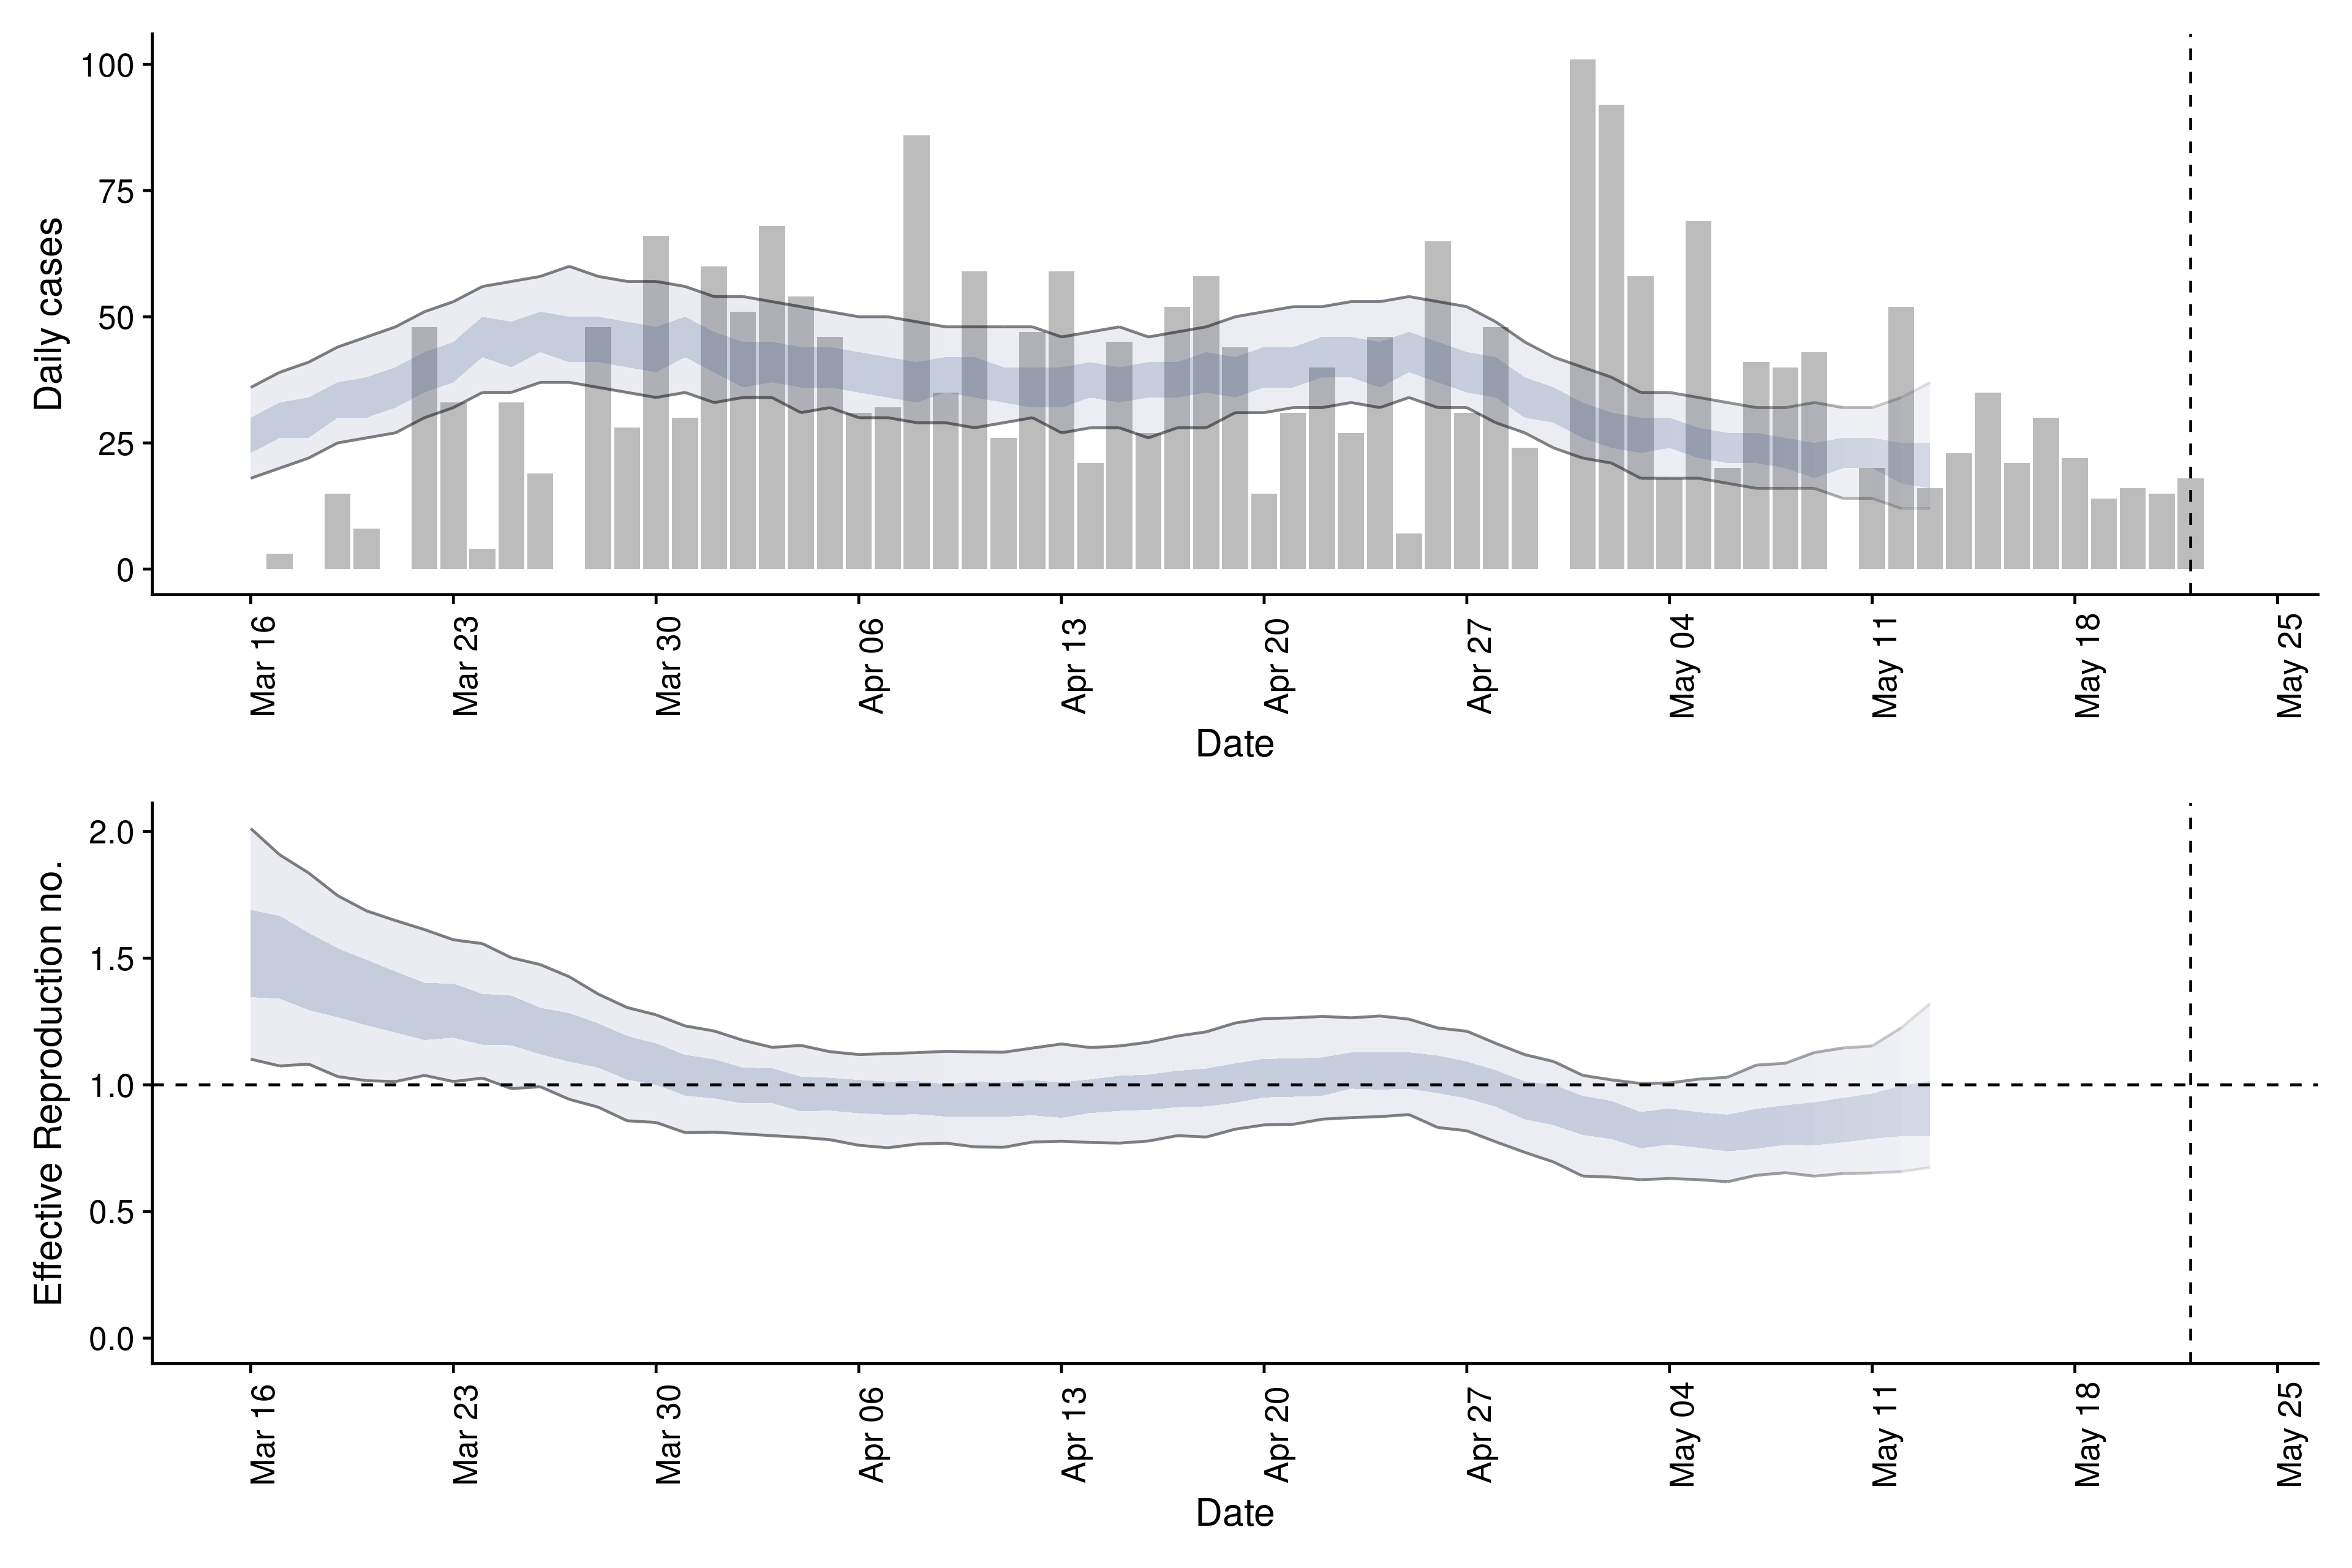 100
75
50
25
0
Daily cases
Mar 16
Mar 23
Mar 30
Apr 06
Apr 13
Apr 20
Apr 27
May 04
May 11
May 18
May 25
Date
2.0
1.5
1.0
0.5
0.0
Effective Reproduction no.
Mar 16
Mar 23
Mar 30
Apr 06
Apr 13
Apr 20
Apr 27
May 04
May 11
May 18
May 25
Date